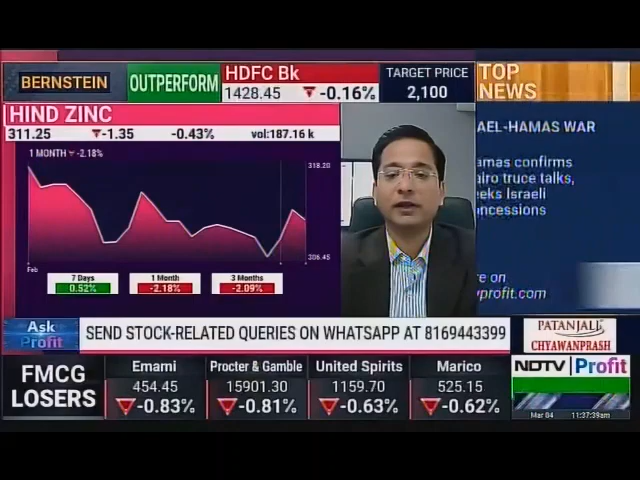 BERNSTEIN
OUTPERFORM
HDFC Bk
1428.45 ▼ -0.16%
TARGET PRICE
2,100
TOP
NEWS
HIND ZINC
311.25 ▼-1.35 -0.43% vol:187.16 k
1 MONTH ▼ -2.18%
318.20
306.45
Feb
7 Days
0.52%
1 Month
-2.18%
3 Months
-2.09%
AEL-HAMAS WAR
amas confirms
airo truce talks,
eeks Israeli
ncessions
re on
profit.com
Ask
Profit
SEND STOCK-RELATED QUERIES ON WHATSAPP AT 8169443399
PATANJALI
CHYAWANPRASH
FMCG
LOSERS
Emami
454.45
▼-0.83%
Procter & Gamble
15901.30
▼-0.81%
United Spirits
1159.70
▼-0.63%
Marico
525.15
▼-0.62%
NDTV Profit
Mar 04 11:37:39am